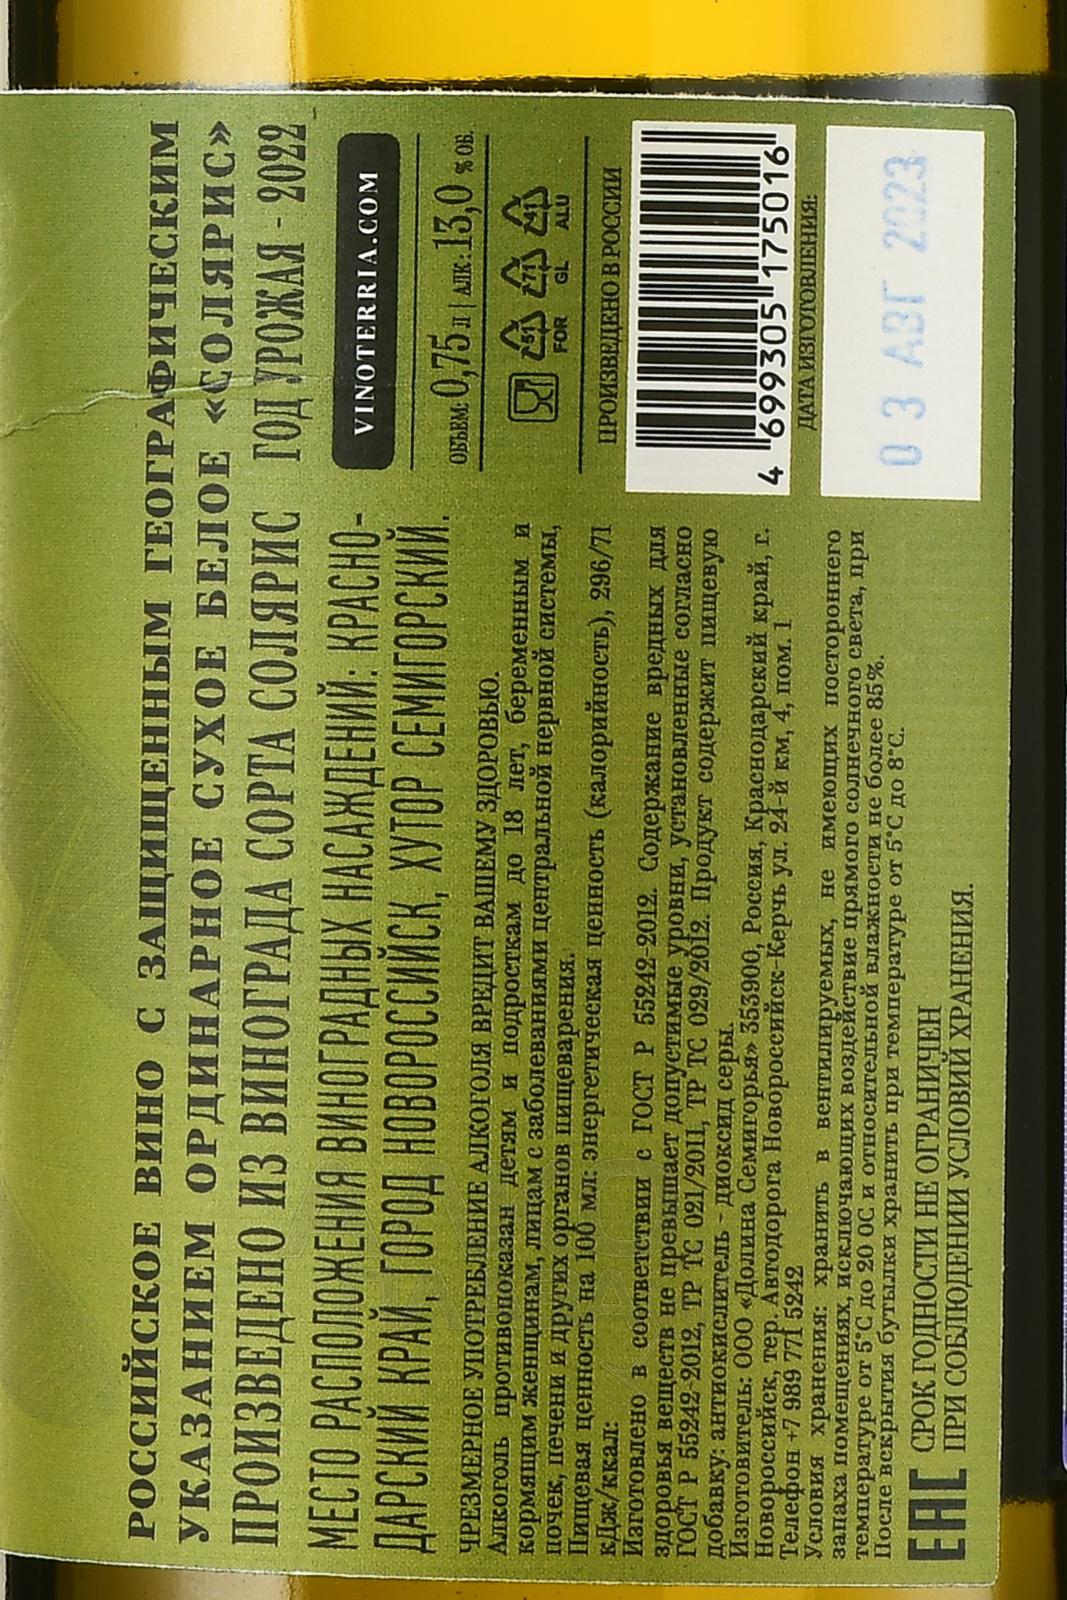 РОССИЙСКОЕ ВИНО С ЗАЩИЩЕННЫМ ГЕОГРАФИЧЕСКИМ
УКАЗАНИЕМ ОРДИНАРНОЕ СУХОЕ БЕЛОЕ «СОЛЯРИС»
ПРОИЗВЕДЕНО ИЗ ВИНОГРАДА СОРТА СОЛЯРИС ГОД УРОЖАЯ - 2022
МЕСТО РАСПОЛОЖЕНИЯ ВИНОГРАДНЫХ НАСАЖДЕНИЙ: КРАСНО-
ДАРСКИЙ КРАЙ, ГОРОД НОВОРОССИЙСК, ХУТОР СЕМИГОРСКИЙ.
ЧРЕЗМЕРНОЕ УПОТРЕБЛЕНИЕ АЛКОГОЛЯ ВРЕДИТ ВАШЕМУ ЗДОРОВЬЮ.
Алкоголь противопоказан детям и подросткам до 18 лет, беременным и
кормящим женщинам, лицам с заболеваниями центральной нервной системы,
почек, печени и других органов пищеварения.
Пищевая ценность на 100 мл: энергетическая ценность (калорийность), 296/71
кДж/ккал:
Изготовлено в соответствии с ГОСТ Р 55242-2012. Содержание вредных для
здоровья веществ не превышает допустимые уровни, установленные согласно
ГОСТ Р 55242-2012, ТР ТС 021/2011, ТР ТС 029/2012. Продукт содержит пищевую
добавку: антиокислитель - диоксид серы.
Изготовитель: ООО «Долина Семигорья» 353900, Россия, Краснодарский край, г.
Новороссийск, тер. Автодорога Новороссийск-Керчь ул. 24-й км, 4, пом. 1
Телефон +7 989 771 5242
Условия хранения: хранить в вентилируемых, не имеющих постороннего
запаха помещениях, исключающих воздействие прямого солнечного света, при
температуре от 5°С до 20 0С и относительной влажности не более 85%.
После вскрытия бутылки хранить при температуре от 5°С до 8°С.
EAC
СРОК ГОДНОСТИ НЕ ОГРАНИЧЕН
ПРИ СОБЛЮДЕНИИ УСЛОВИЙ ХРАНЕНИЯ.
VINOTERRIA.COM
ОБЪЕМ: 0,75 Л | АЛК: 13,0 % ОБ.
51 71 41
FOR GL ALU
ПРОИЗВЕДЕНО В РОССИИ
4 699305 175016
ДАТА ИЗГОТОВЛЕНИЯ:
03 АВГ 2023